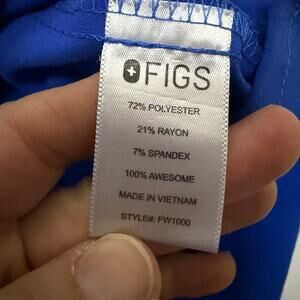 FIGS
72% POLYESTER
21% RAYON
7% SPANDEX
100% AWESOME
MADE IN VIETNAM
STYLE#: FW1000